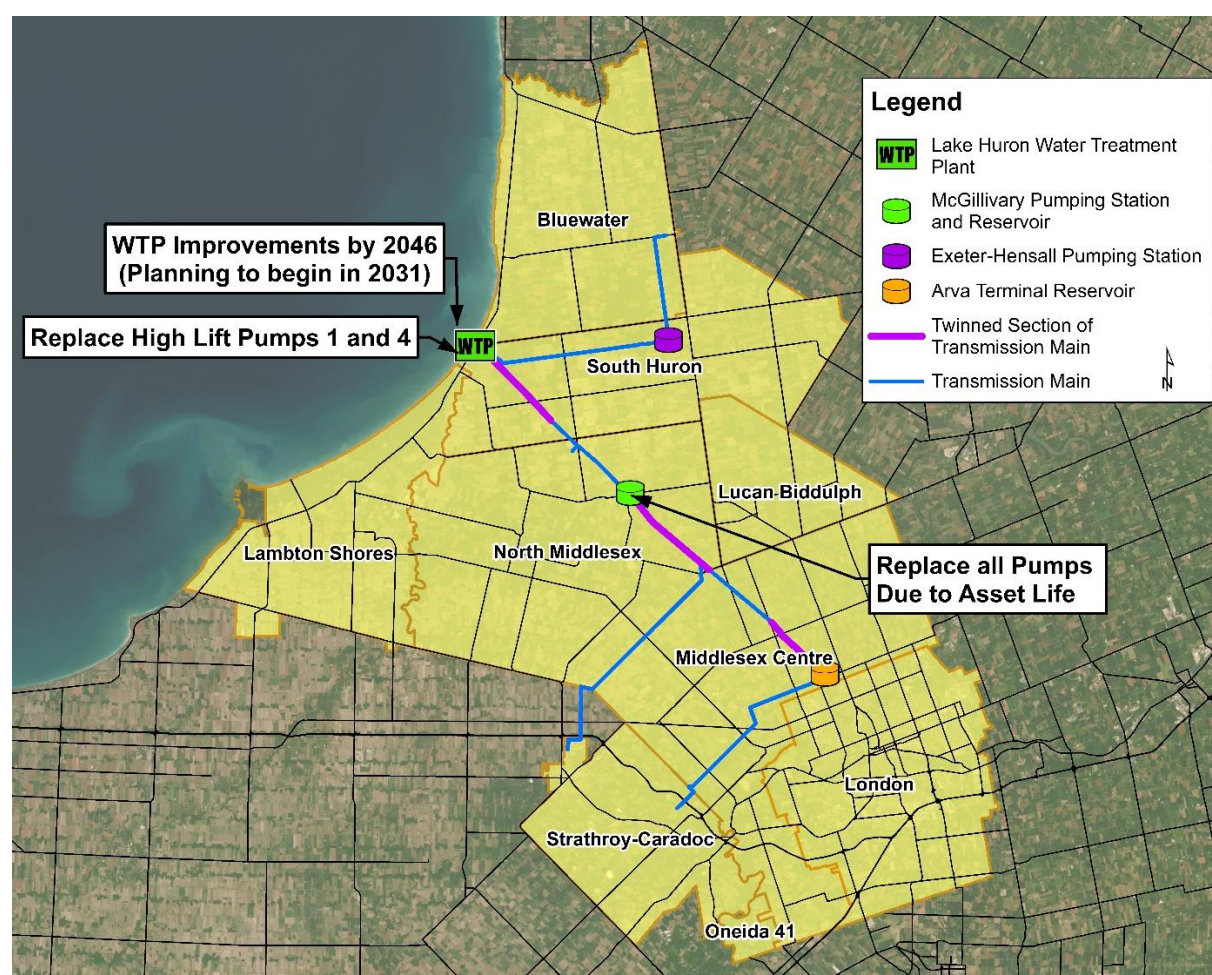 Legend
WTP
Lake Huron Water Treatment
Plant
McGillivary Pumping Station
and Reservoir
Exeter-Hensall Pumping Station
Arva Terminal Reservoir
Twinned Section of
Transmission Main
Transmission Main
N
Bluewater
WTP Improvements by 2046
(Planning to begin in 2031)
Replace High Lift Pumps 1 and 4
WTP
South Huron
Lucan Biddulph
Lambton Shores
North Middlesex
Replace all Pumps
Due to Asset Life
Middlesex Centre
London
Strathroy-Caradoc
Oneida 41